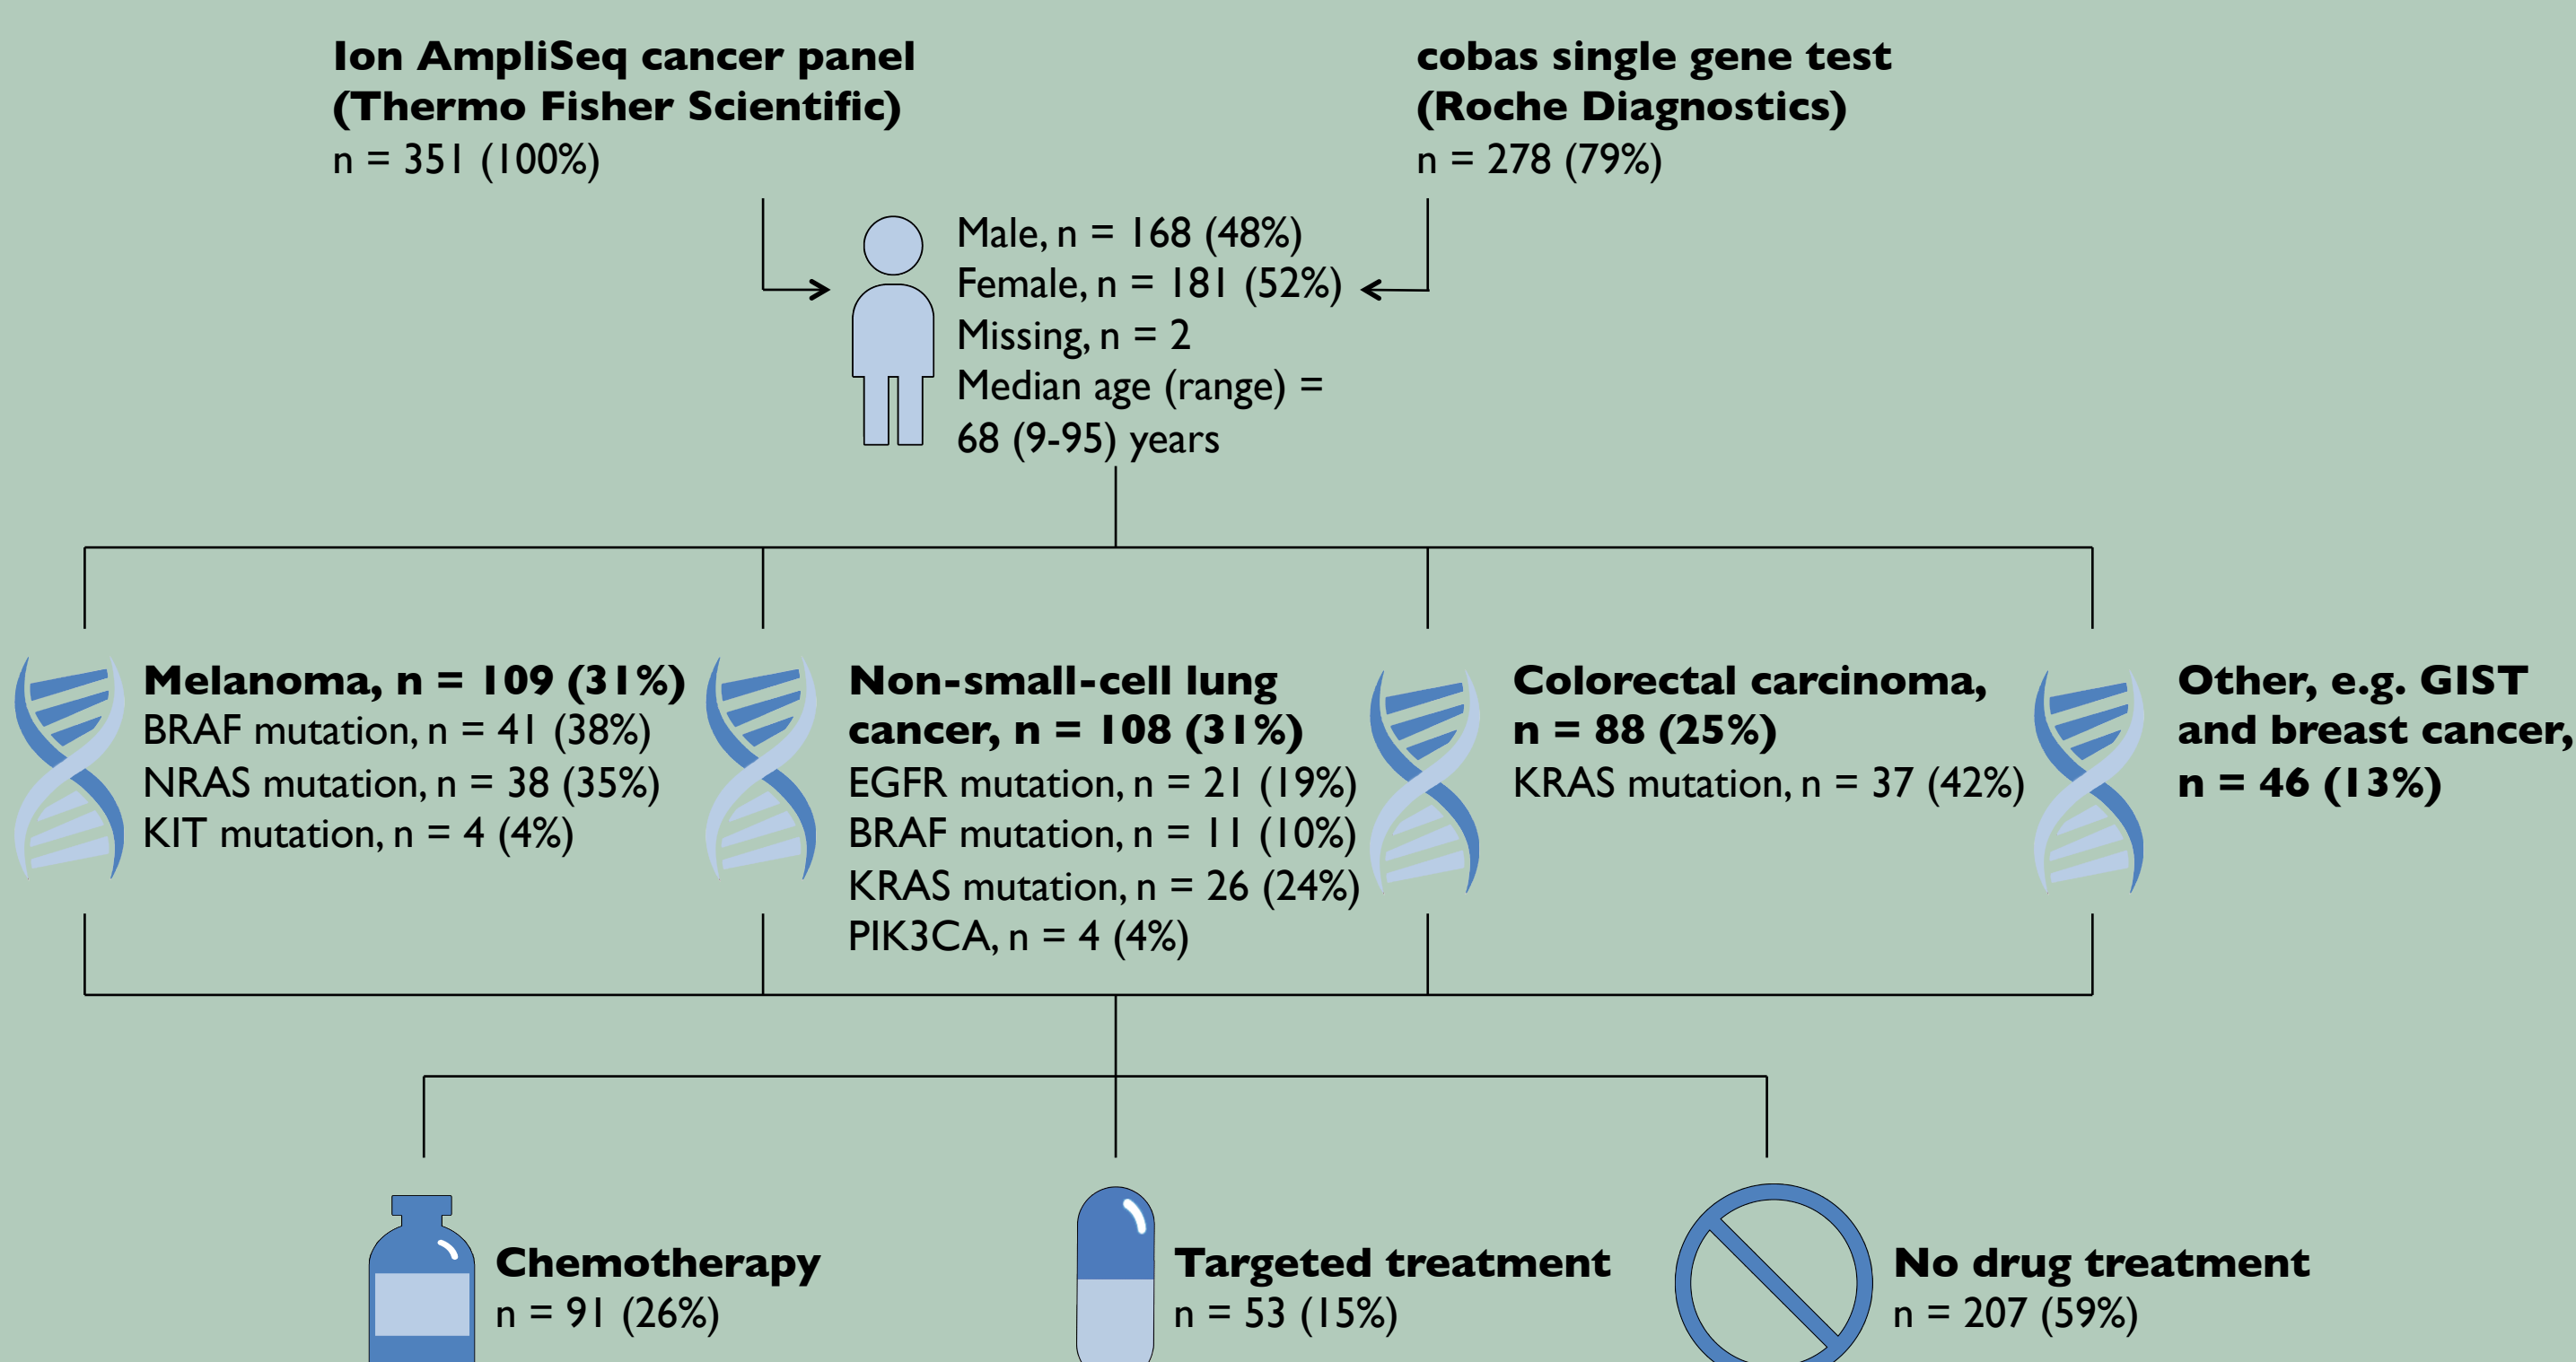 Ion AmpliSeq cancer panel
(Thermo Fisher Scientific)
n = 351 (100%)
cobas single gene test
(Roche Diagnostics)
n = 278 (79%)
Male, n = 168 (48%)
Female, n = 181 (52%)
Missing, n = 2
Median age (range) =
68 (9-95) years
Melanoma, n = 109 (31%)
BRAF mutation, n = 41 (38%)
NRAS mutation, n = 38 (35%)
KIT mutation, n = 4 (4%)
Non-small-cell lung
cancer, n = 108 (31%)
EGFR mutation, n = 21 (19%)
BRAF mutation, n = 11 (10%)
KRAS mutation, n = 26 (24%)
PIK3CA, n = 4 (4%)
Colorectal carcinoma,
n = 88 (25%)
KRAS mutation, n = 37 (42%)
Other, e.g. GIST
and breast cancer,
n = 46 (13%)
Chemotherapy
n = 91 (26%)
Targeted treatment
n = 53 (15%)
No drug treatment
n = 207 (59%)